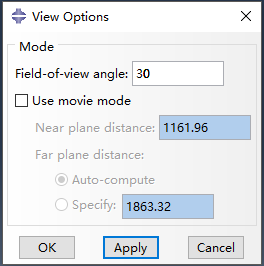 View Options
Mode
Field-of-view angle: 30
Use movie mode
Near plane distance: 1161.96
Far plane distance:
Auto-compute
Specify: 1863.32
OK Apply Cancel